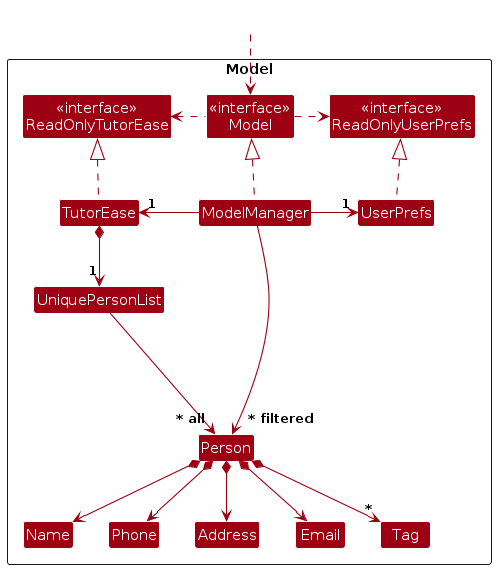 Model
«interface»
ReadOnlyTutorEase
«interface»
Model
«interface»
ReadOnlyUserPrefs
TutorEase
1
ModelManager
1
UserPrefs
1
UniquePersonList
* all
* filtered
Person
*
Name
Phone
Address
Email
Tag